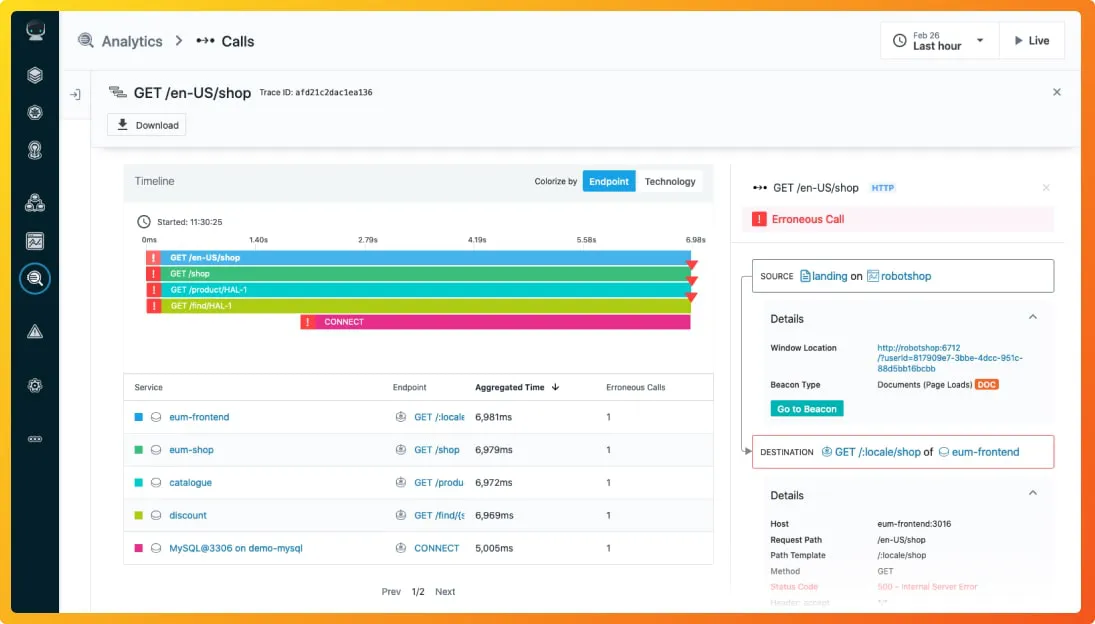 Analytics > Calls
Feb 26
Last hour
Live
GET /en-US/shop Trace ID: afd21c2dac1ea136
Download
Timeline
Colorize by Endpoint Technology
Started: 11:30:25
0ms 1.40s 2.79s 4.19s 5.58s 6.98s
! GET /en-US/shop
! GET /shop
! GET /product/HAL-1
! GET /find/HAL-1
! CONNECT
Service Endpoint Aggregated Time ↓ Erroneous Calls
eum-frontend GET /:locale 6,981ms 1
eum-shop GET /shop 6,979ms 1
catalogue GET /produ 6,972ms 1
discount GET /find/{s 6,969ms 1
MySQL@3306 on demo-mysql CONNECT 5,005ms 1
Prev 1/2 Next
GET /en-US/shop HTTP
! Erroneous Call
SOURCE landing on robotshop
Details
Window Location http://robotshop:6712
/?userid=817909e7-3bbe-4dcc-951c-
88d5bb16bcbb
Beacon Type Documents (Page Loads) DOC
Go to Beacon
DESTINATION GET /:locale/shop of eum-frontend
Details
Host eum-frontend:3016
Request Path /en-US/shop
Path Template /:locale/shop
Method GET
Status Code 500 – Internal Server Error
Header: accept */*